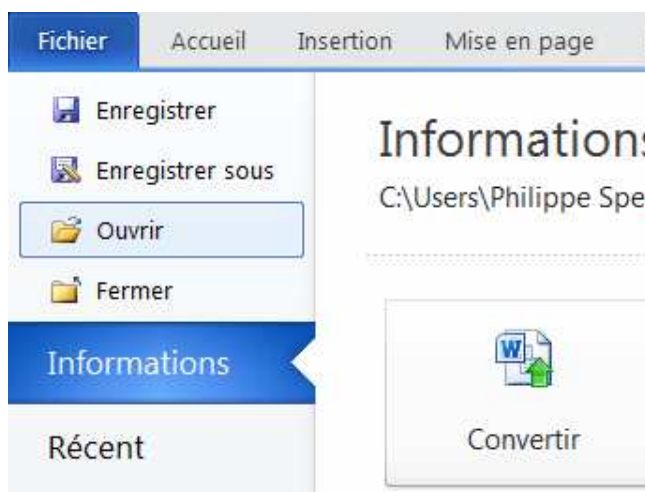 Fichier Accueil Insertion Mise en page
Enregistrer
Enregistrer sous
Ouvrir
Fermer
Informations
Récent
Informations
C:\Users\Philippe Spe
W
Convertir